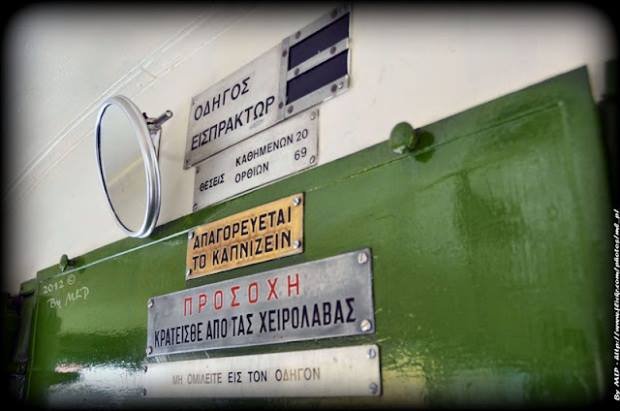 ΟΔΗΓΟΣ
ΕΙΣΠΡΑΚΤΩΡ
ΘΕΣΕΙΣ ΚΑΘΗΜΕΝΩΝ 20
ΟΡΘΙΩΝ 69
ΑΠΑΓΟΡΕΥΕΤΑΙ
ΤΟ ΚΑΠΝΙΖΕΙΝ
ΠΡΟΣΟΧΗ
ΚΡΑΤΕΙΣΘΕ ΑΠΟ ΤΑΣ ΧΕΙΡΟΛΑΒΑΣ
ΜΗ ΟΜΙΛΕΙΤΕ ΕΙΣ ΤΟΝ ΟΔΗΓΟΝ
2012 ©
By MLP